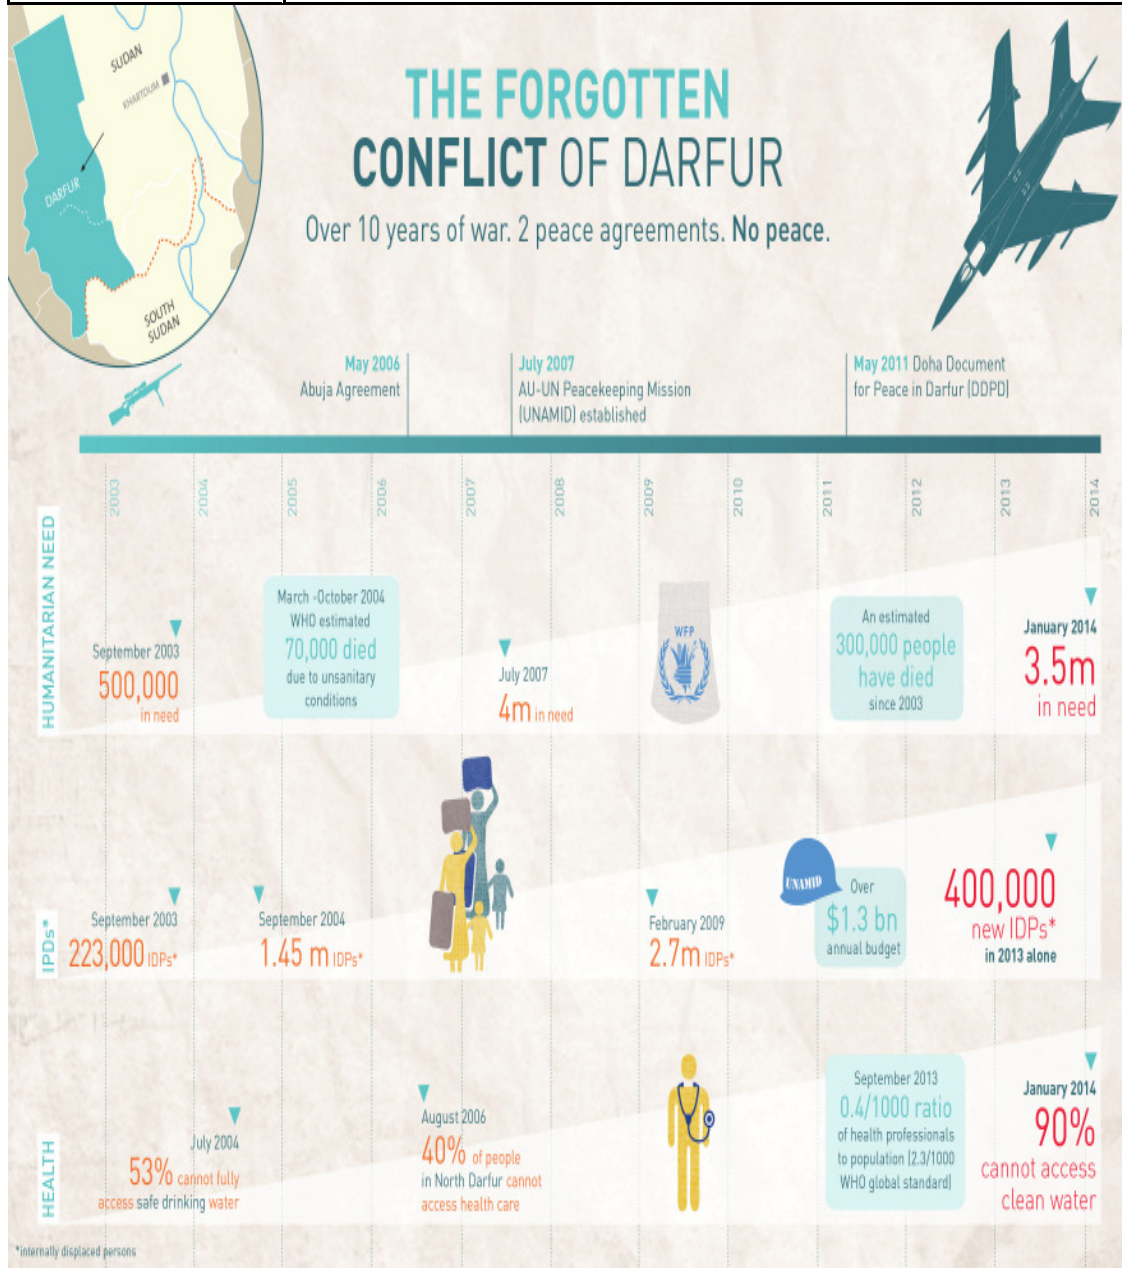 SUDAN
KHARTOUM
DARFUR
SOUTH
SUDAN
THE FORGOTTEN
CONFLICT OF DARFUR
Over 10 years of war. 2 peace agreements. No peace.
May 2006
Abuja Agreement
July 2007
AU-UN Peacekeeping Mission
(UNAMID) established
May 2011 Doha Document
for Peace in Darfur (DDPD)
2003
2004
2005
2006
2007
2008
2009
2010
2011
2012
2013
2014
HUMANITARIAN NEED
September 2003
500,000
in need
March -October 2004
WHO estimated
70,000 died
due to unsanitary
conditions
July 2007
4m in need
WFP
An estimated
300,000 people
have died
since 2003
January 2014
3.5m
in need
IPDs*
September 2003
223,000 IDPs*
September 2004
1.45 m IDPs*
February 2009
2.7m IDPs*
UNAMID
Over
$1.3 bn
annual budget
400,000
new IDPs*
in 2013 alone
HEALTH
July 2004
53% cannot fully
access safe drinking water
August 2006
40% of people
in North Darfur cannot
access health care
September 2013
0.4/1000 ratio
of health professionals
to population (2.3/1000
WHO global standard)
January 2014
90%
cannot access
clean water
*internally displaced persons